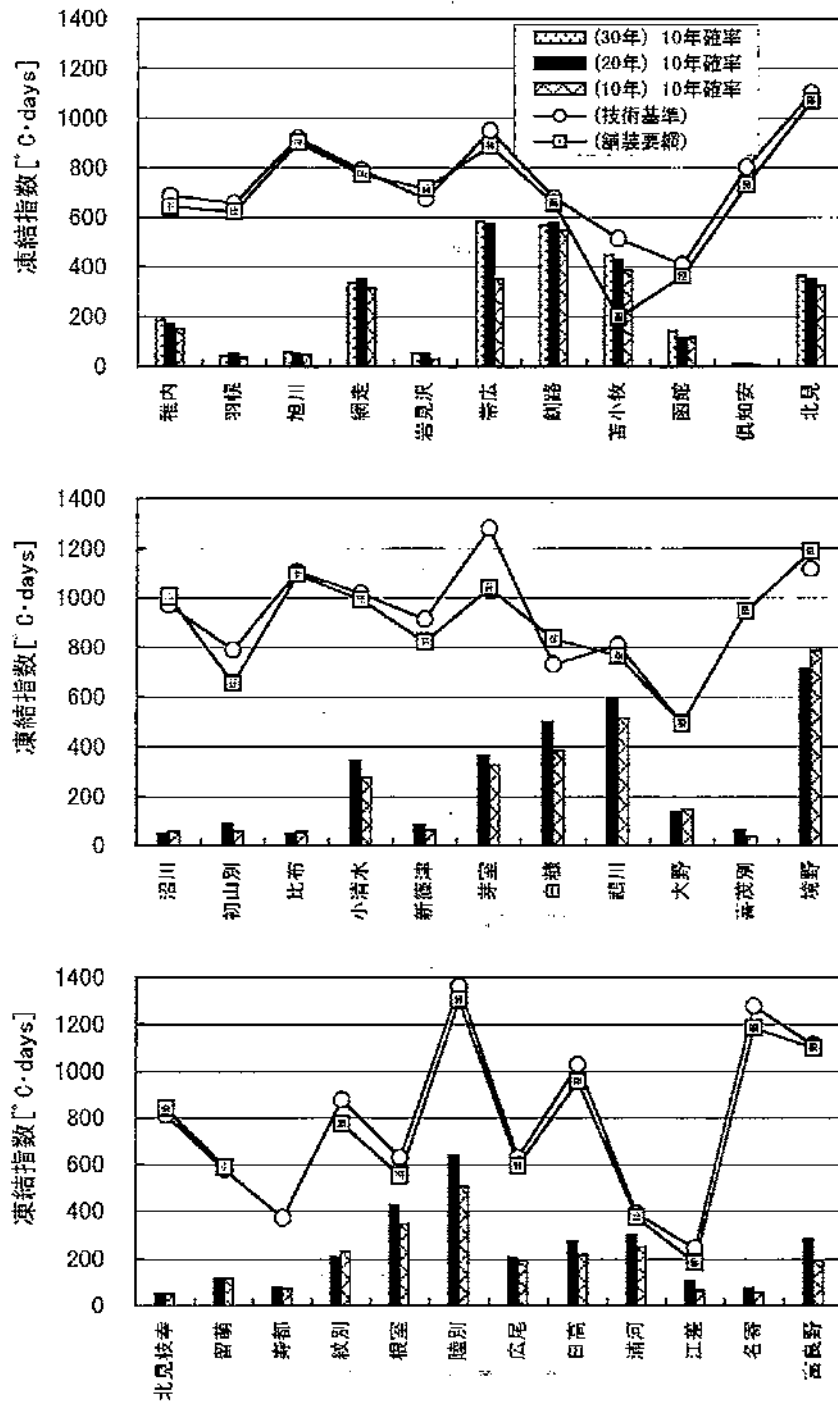 凍結指数[°C・days]
1400
1200
1000
800
600
400
200
0
(30年) 10年確率
(20年) 10年確率
(10年) 10年確率
(技術基準)
(舗装要綱)
稚内
羽幌
旭川
網走
岩見沢
帯広
釧路
苫小牧
函館
倶知安
北見
凍結指数[°C・days]
1400
1200
1000
800
600
400
200
0
沼川
初山別
比布
小清水
新篠津
芽室
白糠
鵡川
大野
喜茂別
境野
凍結指数[°C・days]
1400
1200
1000
800
600
400
200
0
北見枝幸
留萌
寿都
紋別
根室
陸別
広尾
日高
浦河
江差
名寄
富良野